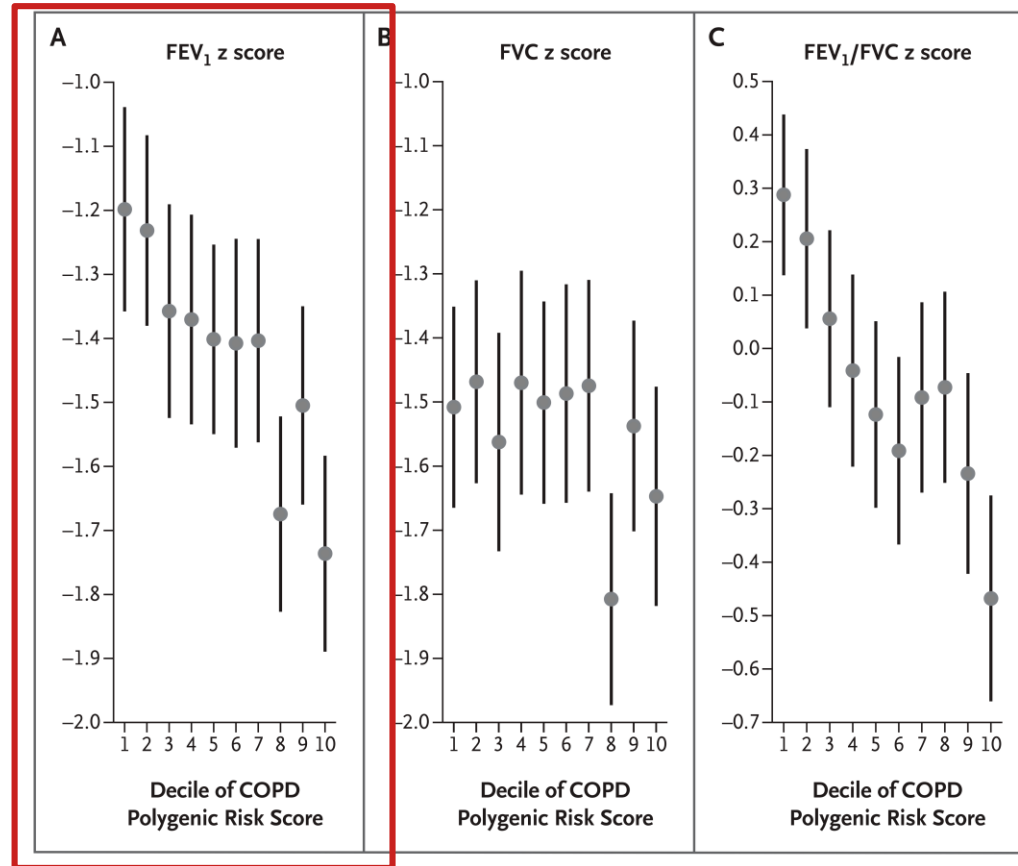 A
FEV₁ z score
−1.0
−1.1
−1.2
−1.3
−1.4
−1.5
−1.6
−1.7
−1.8
−1.9
−2.0
1 2 3 4 5 6 7 8 9 10
Decile of COPD
Polygenic Risk Score
B
FVC z score
−1.0
−1.1
−1.2
−1.3
−1.4
−1.5
−1.6
−1.7
−1.8
−1.9
−2.0
1 2 3 4 5 6 7 8 9 10
Decile of COPD
Polygenic Risk Score
C
FEV₁/FVC z score
0.5
0.4
0.3
0.2
0.1
0.0
−0.1
−0.2
−0.3
−0.4
−0.5
−0.6
−0.7
1 2 3 4 5 6 7 8 9 10
Decile of COPD
Polygenic Risk Score